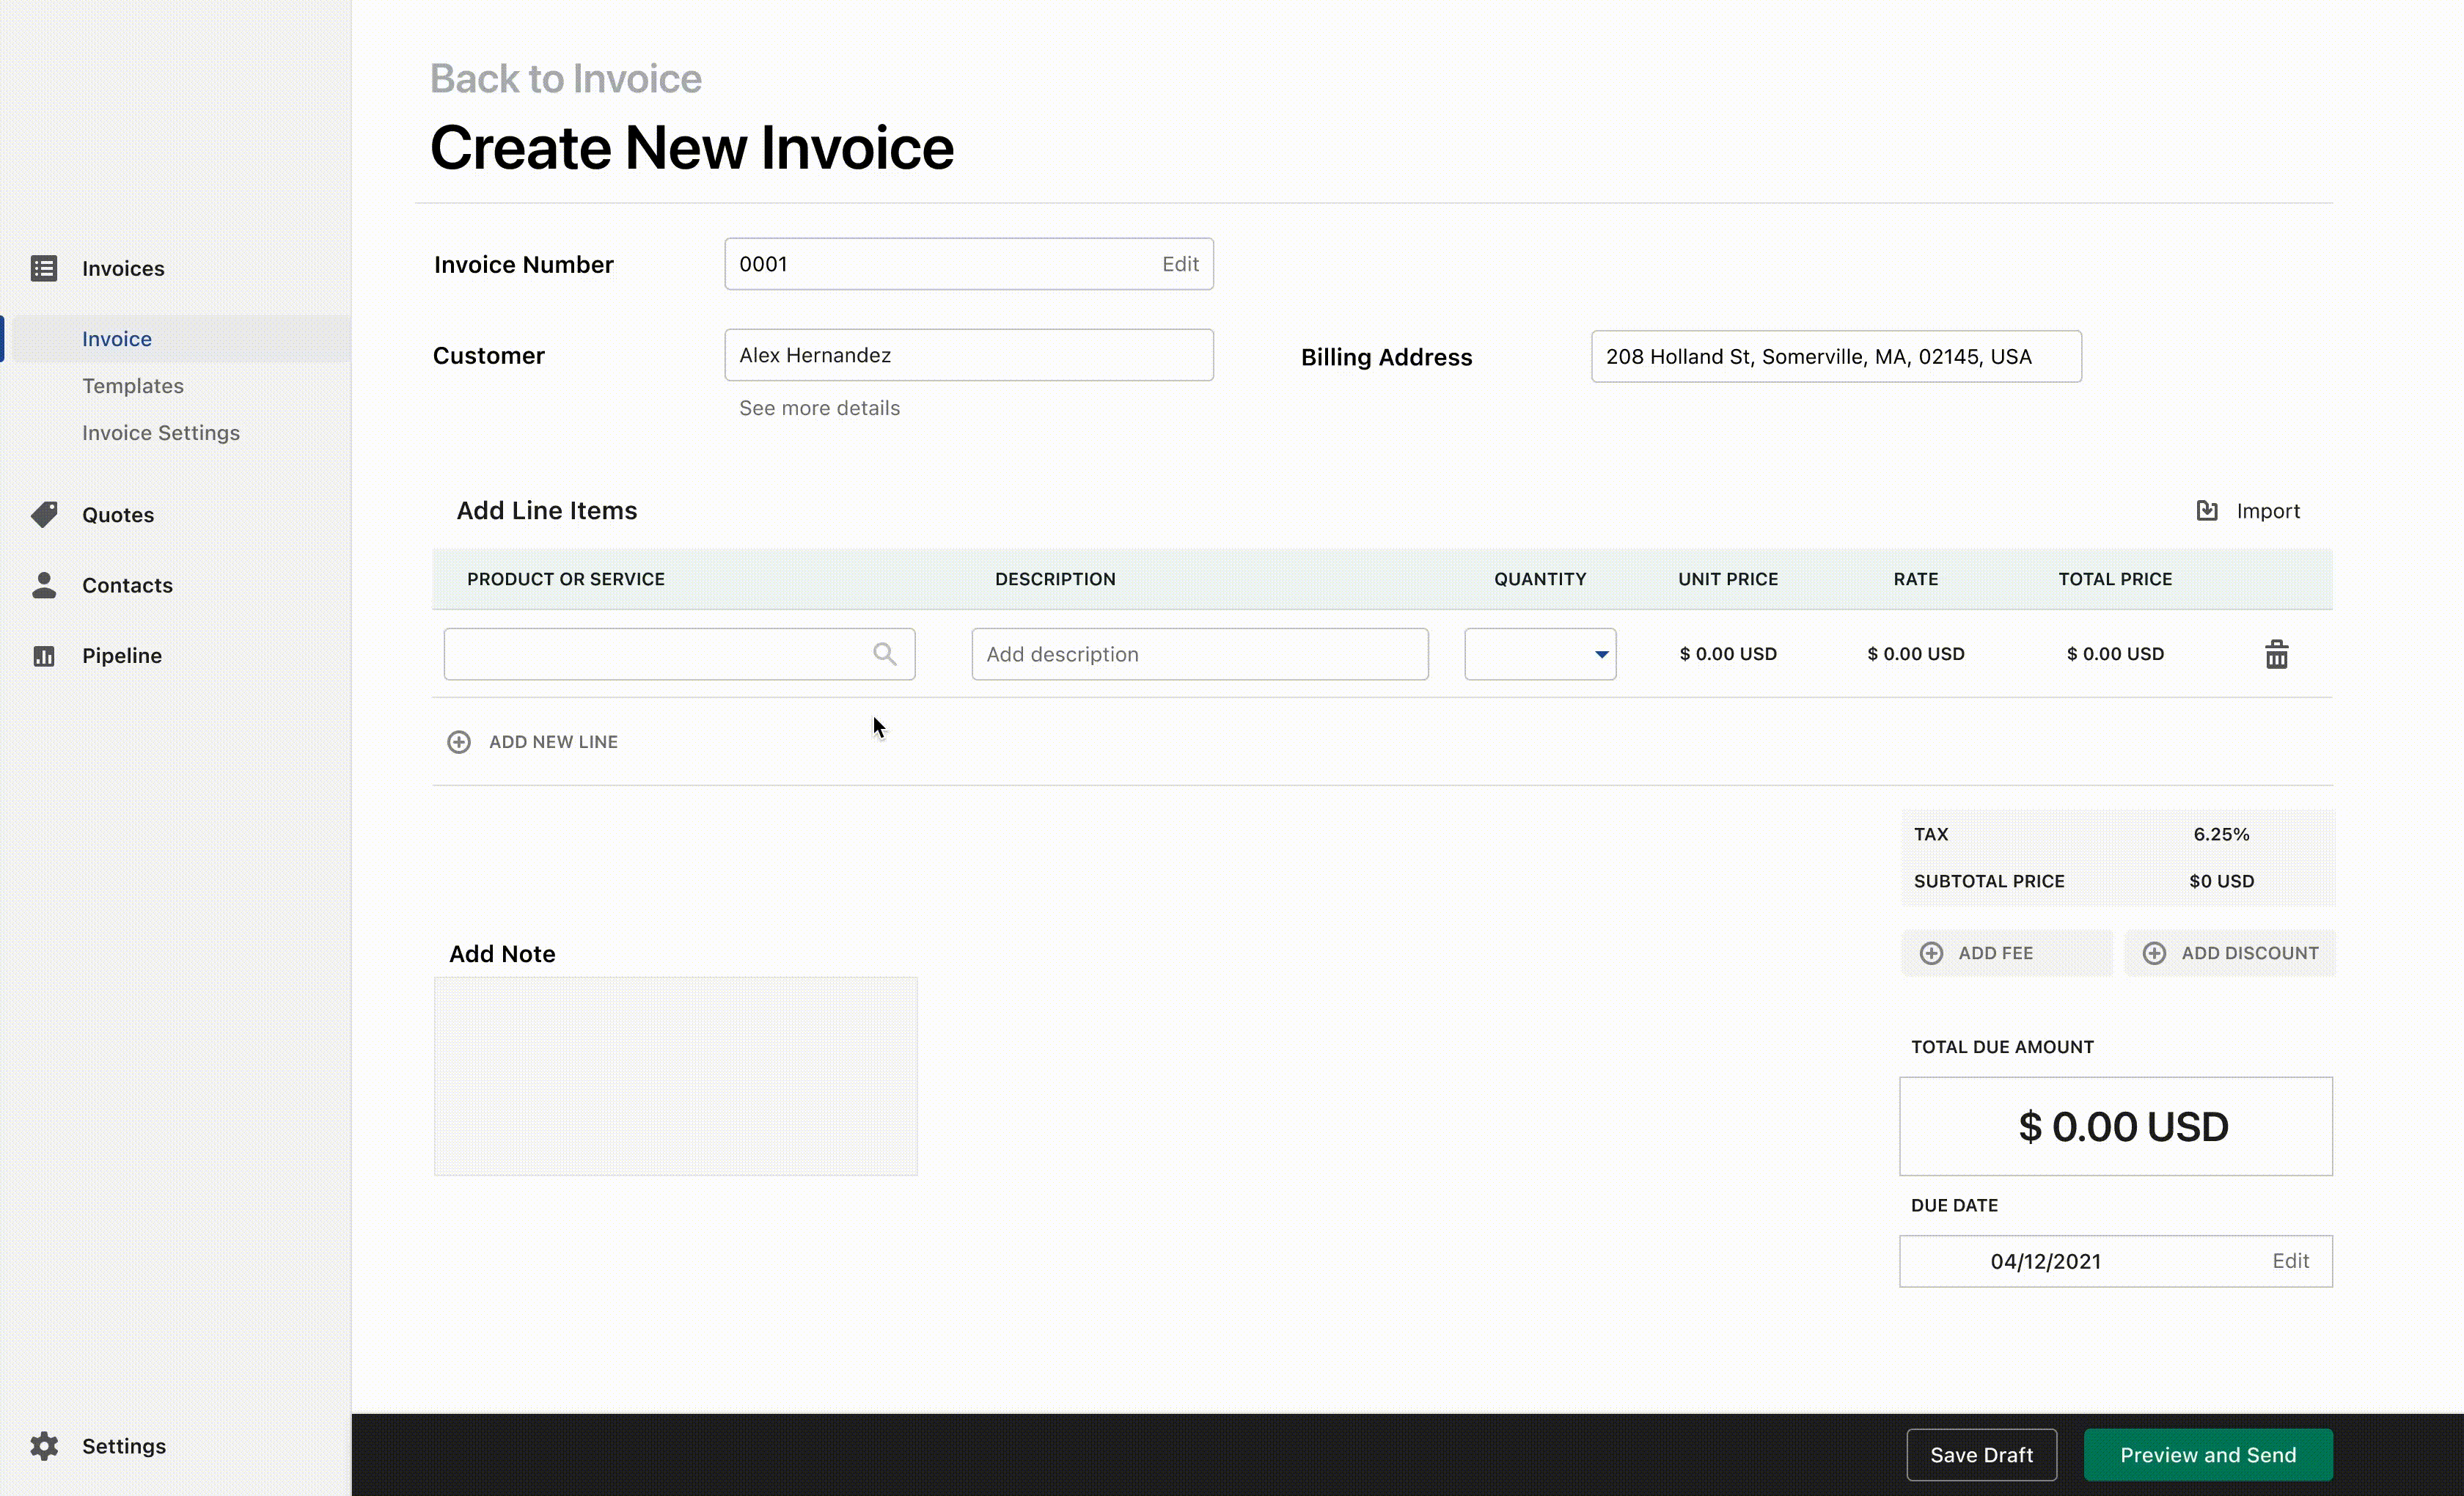 Back to Invoice
Create New Invoice
Invoices
Invoice
Templates
Invoice Settings
Quotes
Contacts
Pipeline
Settings
Invoice Number 0001 Edit
Customer Alex Hernandez Billing Address 208 Holland St, Somerville, MA, 02145, USA
See more details
Add Line Items Import
PRODUCT OR SERVICE DESCRIPTION QUANTITY UNIT PRICE RATE TOTAL PRICE
Add description $ 0.00 USD $ 0.00 USD $ 0.00 USD
ADD NEW LINE
TAX 6.25%
SUBTOTAL PRICE $0 USD
Add Note ADD FEE ADD DISCOUNT
TOTAL DUE AMOUNT
$ 0.00 USD
DUE DATE
04/12/2021 Edit
Save Draft Preview and Send